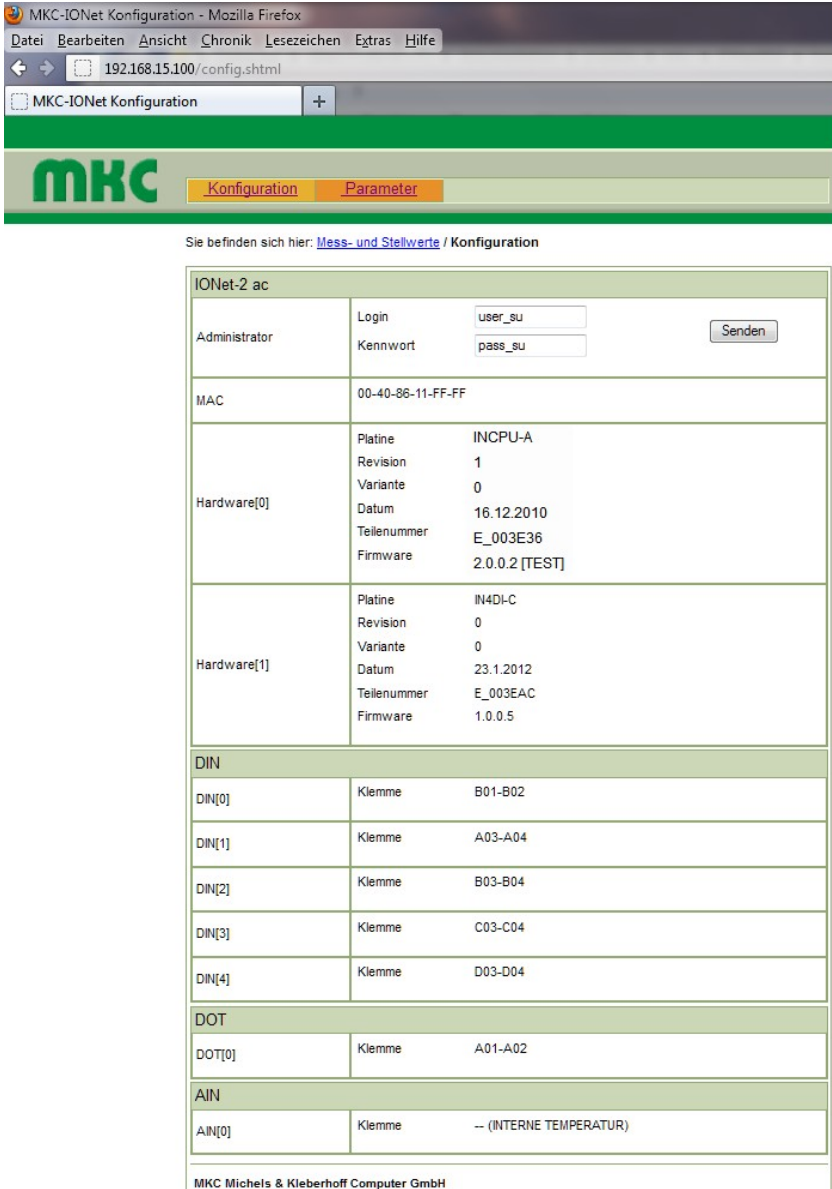 MKC-IONet Konfiguration - Mozilla Firefox
Datei Bearbeiten Ansicht Chronik Lesezeichen Extras Hilfe
192.168.15.100/config.shtml
MKC-IONet Konfiguration +
MKC
Konfiguration Parameter
Sie befinden sich hier: Mess- und Stellwerte / Konfiguration
IONet-2 ac
Administrator
Login user_su
Kennwort pass_su
Senden
MAC 00-40-86-11-FF-FF
Hardware[0]
Platine INCPU-A
Revision 1
Variante 0
Datum 16.12.2010
Teilenummer E_003E36
Firmware 2.0.0.2 [TEST]
Hardware[1]
Platine IN4DI-C
Revision 0
Variante 0
Datum 23.1.2012
Teilenummer E_003EAC
Firmware 1.0.0.5
DIN
DIN[0] Klemme B01-B02
DIN[1] Klemme A03-A04
DIN[2] Klemme B03-B04
DIN[3] Klemme C03-C04
DIN[4] Klemme D03-D04
DOT
DOT[0] Klemme A01-A02
AIN
AIN[0] Klemme -- (INTERNE TEMPERATUR)
MKC Michels & Kleberhoff Computer GmbH